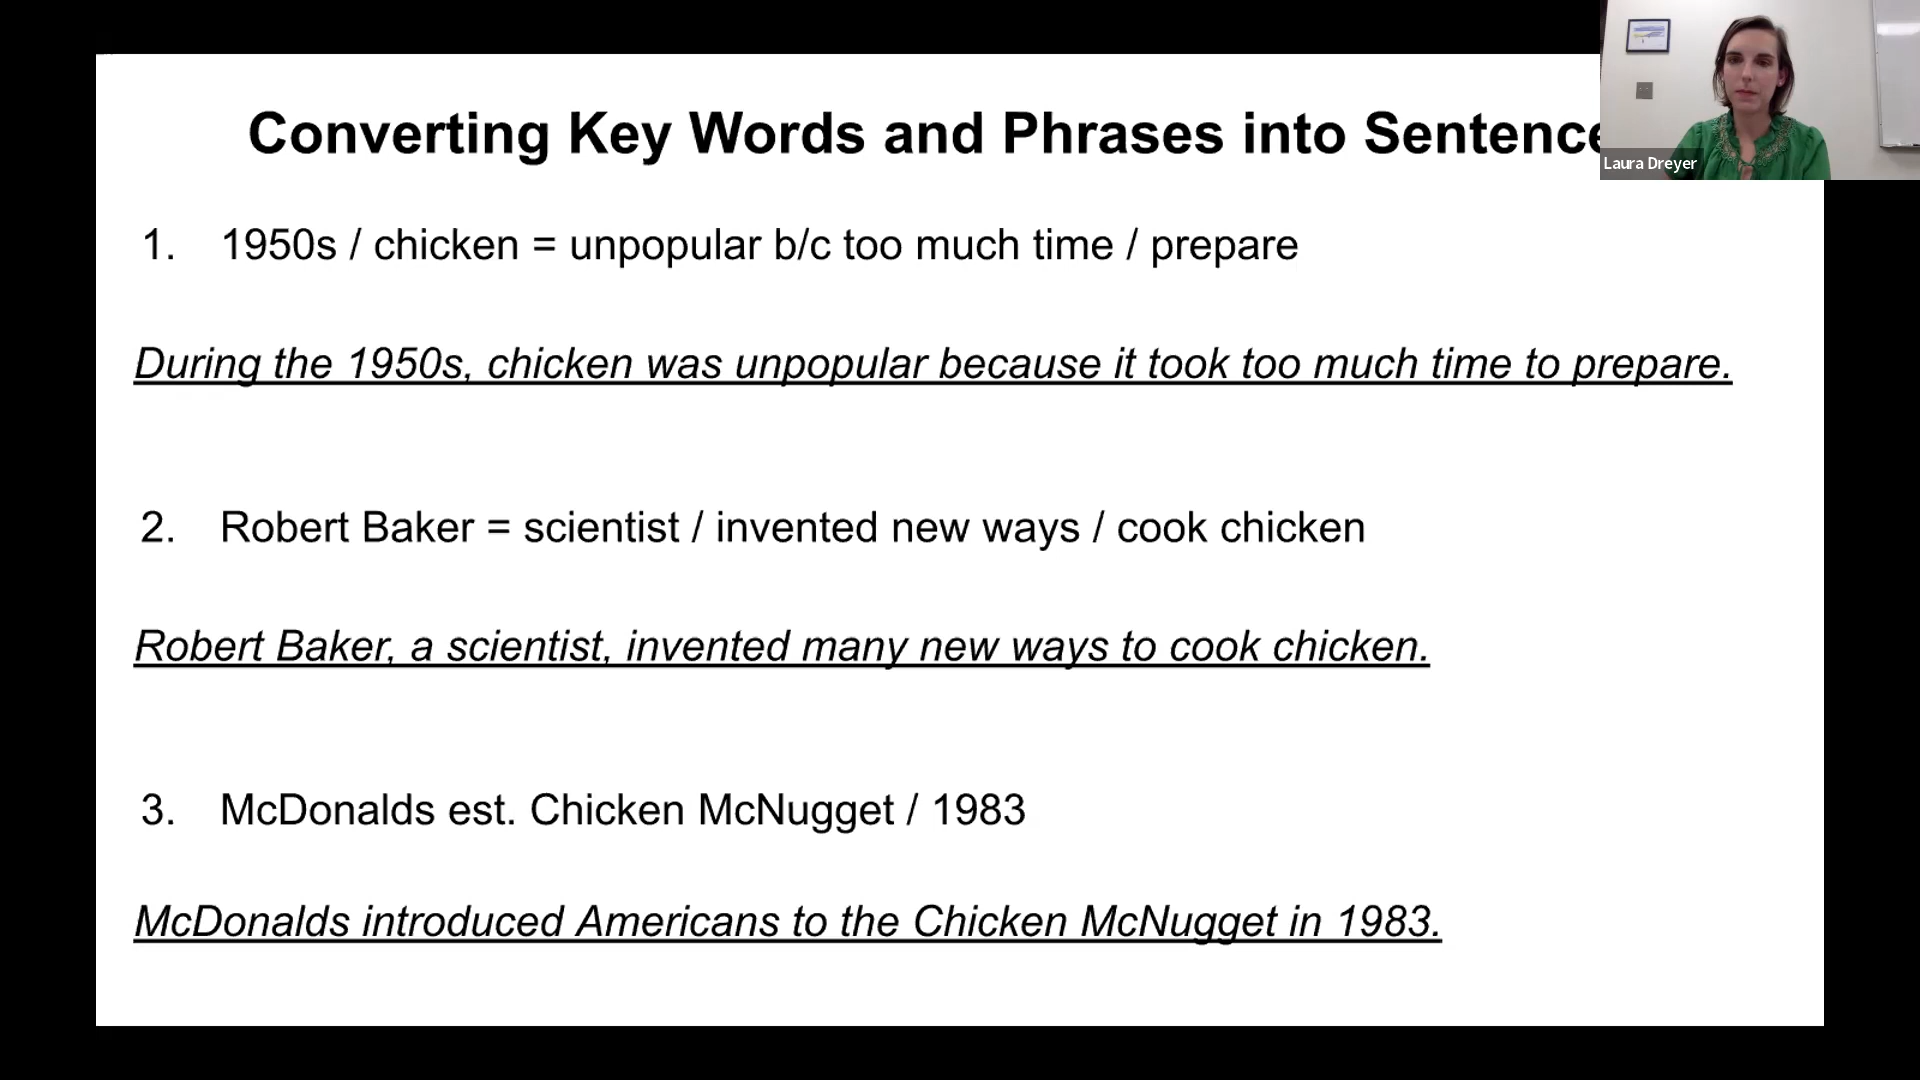 Converting Key Words and Phrases into Sentence
Laura Dreyer
1. 1950s / chicken = unpopular b/c too much time / prepare
During the 1950s, chicken was unpopular because it took too much time to prepare.
2. Robert Baker = scientist / invented new ways / cook chicken
Robert Baker, a scientist, invented many new ways to cook chicken.
3. McDonalds est. Chicken McNugget / 1983
McDonalds introduced Americans to the Chicken McNugget in 1983.